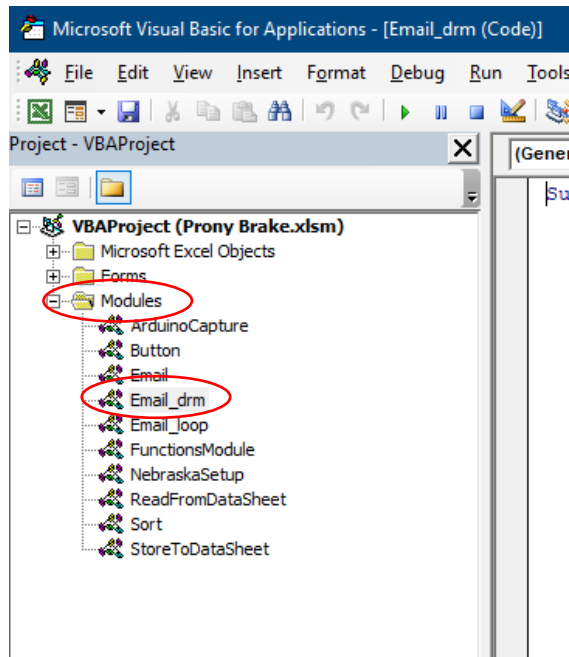 Microsoft Visual Basic for Applications - [Email_drm (Code)]
File Edit View Insert Format Debug Run Tools
Project - VBAProject
(Gener
Su
VBAProject (Prony Brake.xlsm)
Microsoft Excel Objects
Forms
Modules
ArduinoCapture
Button
Email
Email_drm
Email_loop
FunctionsModule
NebraskaSetup
ReadFromDataSheet
Sort
StoreToDataSheet